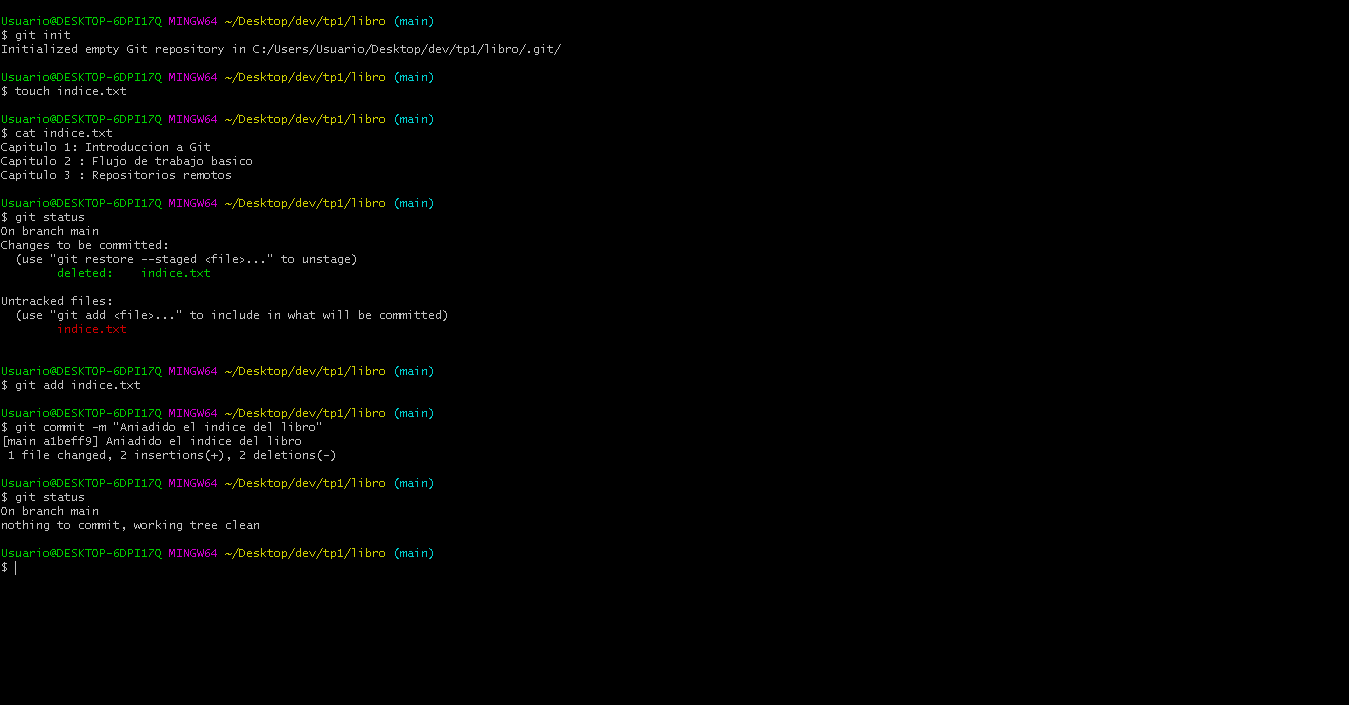 Usuario@DESKTOP-6DPI17Q MINGW64 ~/Desktop/dev/tp1/libro (main)
$ git init
Initialized empty Git repository in C:/Users/Usuario/Desktop/dev/tp1/libro/.git/
Usuario@DESKTOP-6DPI17Q MINGW64 ~/Desktop/dev/tp1/libro (main)
$ touch indice.txt
Usuario@DESKTOP-6DPI17Q MINGW64 ~/Desktop/dev/tp1/libro (main)
$ cat indice.txt
Capitulo 1: Introduccion a Git
Capitulo 2 : Flujo de trabajo basico
Capitulo 3 : Repositorios remotos
Usuario@DESKTOP-6DPI17Q MINGW64 ~/Desktop/dev/tp1/libro (main)
$ git status
On branch main
Changes to be committed:
  (use "git restore --staged <file>..." to unstage)
        deleted:    indice.txt
Untracked files:
  (use "git add <file>..." to include in what will be committed)
        indice.txt
Usuario@DESKTOP-6DPI17Q MINGW64 ~/Desktop/dev/tp1/libro (main)
$ git add indice.txt
Usuario@DESKTOP-6DPI17Q MINGW64 ~/Desktop/dev/tp1/libro (main)
$ git commit -m "Aniadido el indice del libro"
[main a1beff9] Aniadido el indice del libro
 1 file changed, 2 insertions(+), 2 deletions(-)
Usuario@DESKTOP-6DPI17Q MINGW64 ~/Desktop/dev/tp1/libro (main)
$ git status
On branch main
nothing to commit, working tree clean
Usuario@DESKTOP-6DPI17Q MINGW64 ~/Desktop/dev/tp1/libro (main)
$